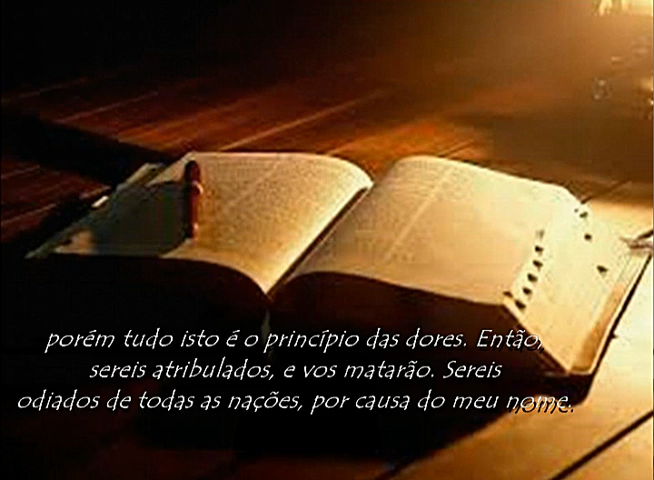 porém tudo isto é o princípio das dores. Então,
sereis atribulados, e vos matarão. Sereis
odiados de todas as nações, por causa do meu nome.